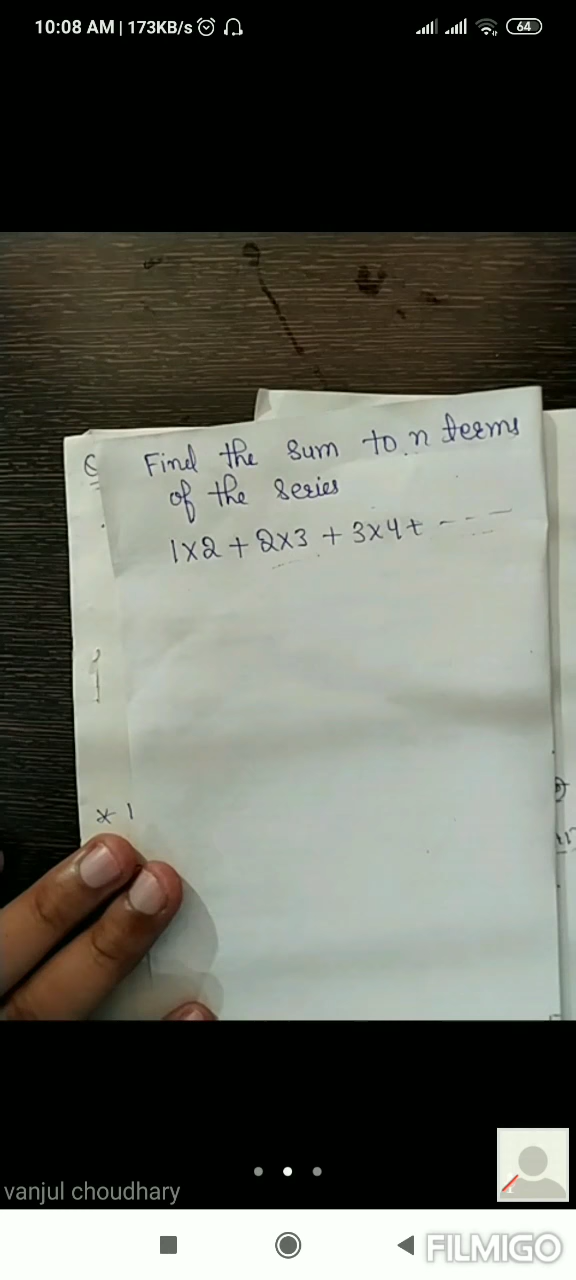 10:08 AM | 173KB/s 64
Q Find the sum to n terms
of the series
1×2 + 2×3 + 3×4+ - - - -
* 1
vanjul choudhary
FILMIGO